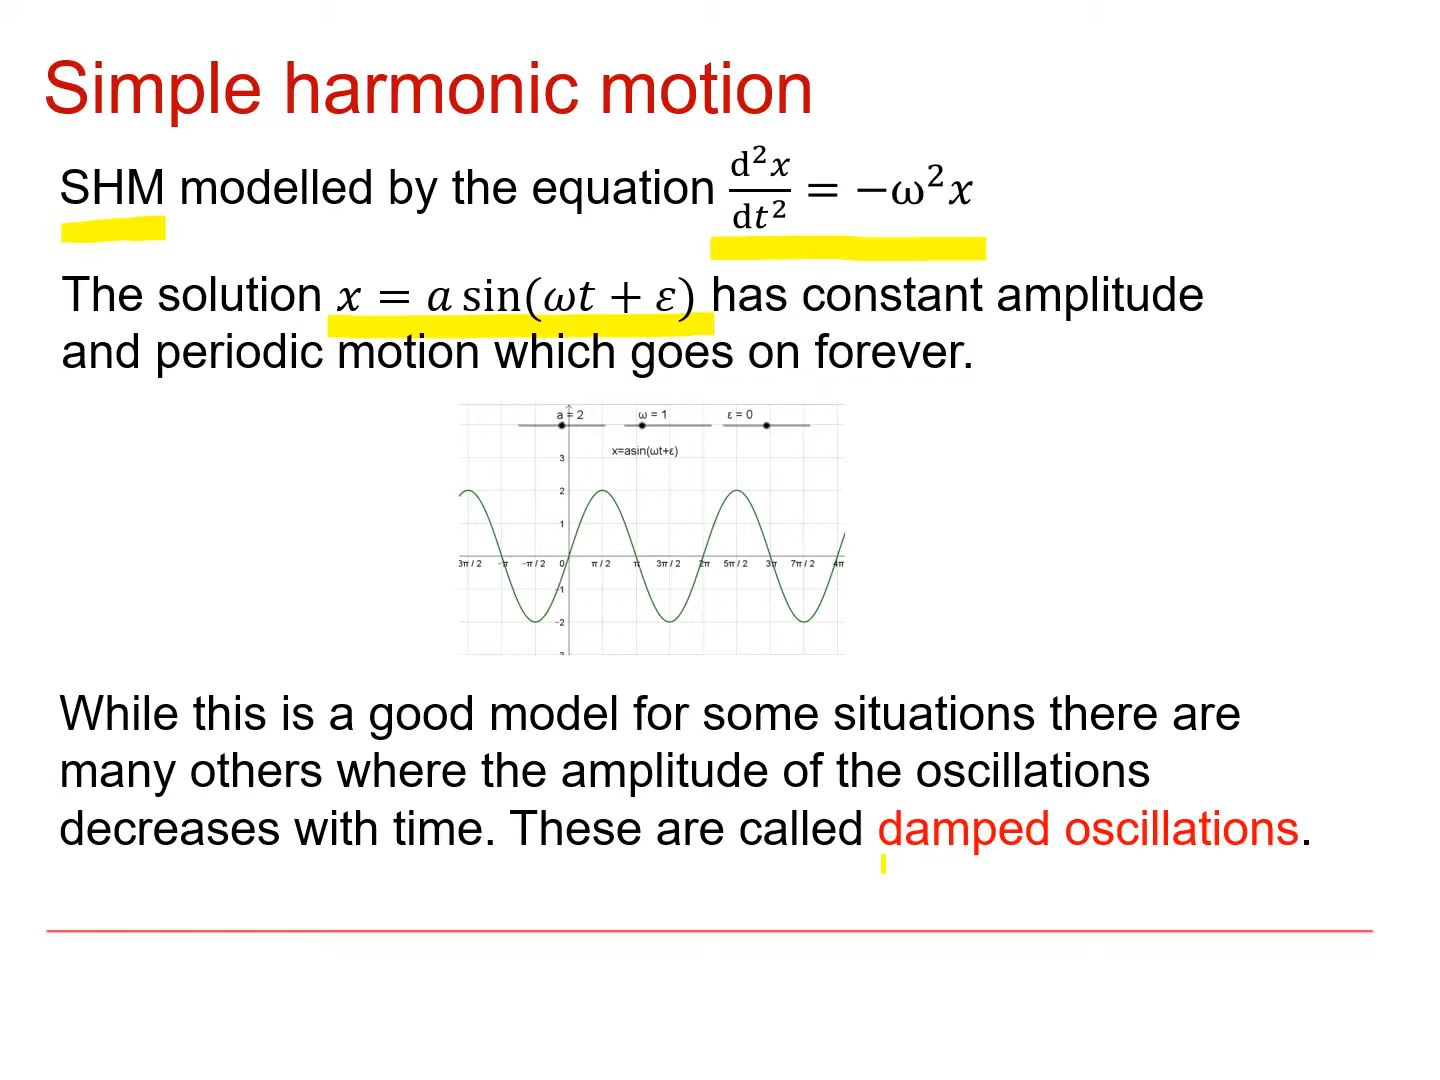 Simple harmonic motion
SHM modelled by the equation d²x/dt² = −ω²x
The solution x = a sin(ωt + ε) has constant amplitude
and periodic motion which goes on forever.
a = 2 ω = 1 ε = 0
x=asin(ωt+ε)
3
2
1
3π / 2 −π −π / 2 0 π / 2 π 3π / 2 2π 5π / 2 3π 7π / 2 4π
−1
−2
While this is a good model for some situations there are
many others where the amplitude of the oscillations
decreases with time. These are called damped oscillations.